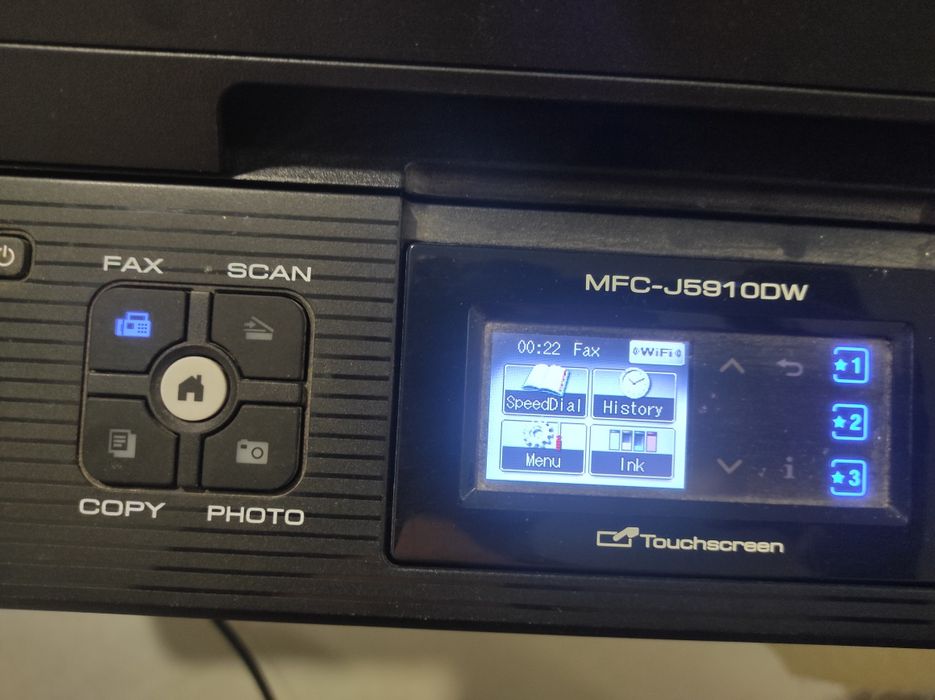 FAX
SCAN
COPY
PHOTO
MFC-J5910DW
00:22 Fax WiFi
SpeedDial
History
Menu
Ink
1
2
3
i
Touchscreen